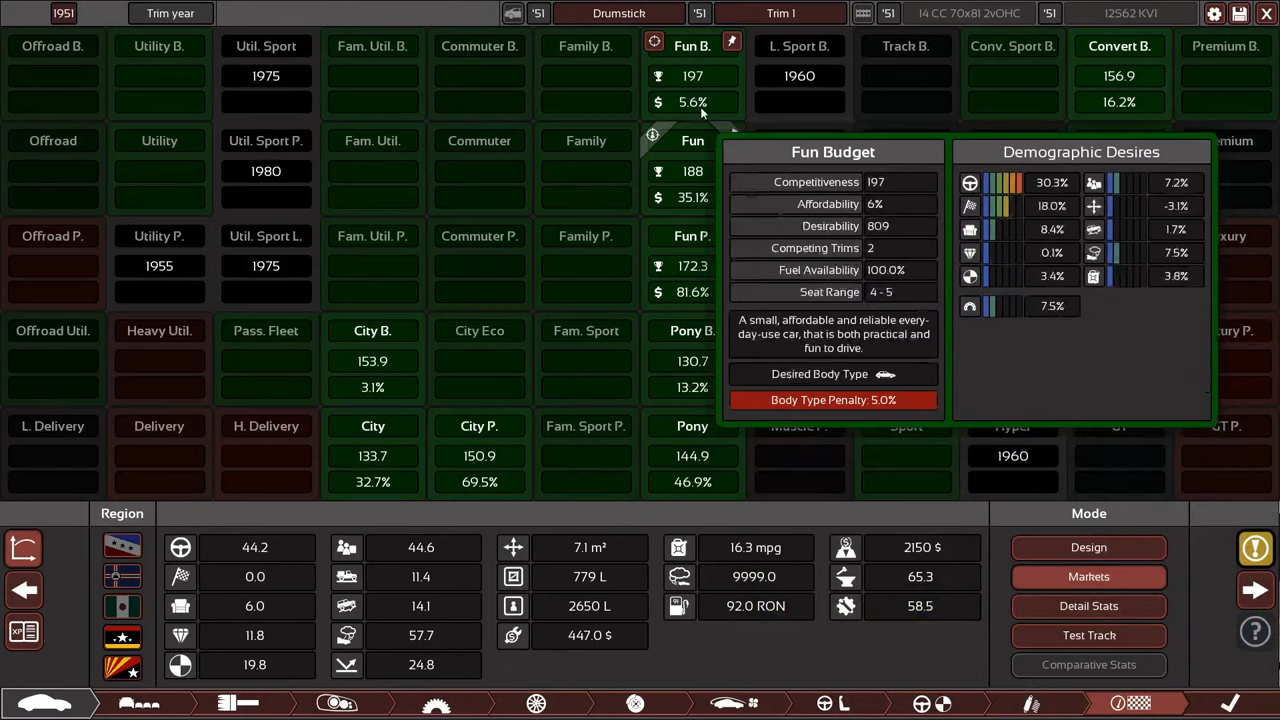 1951 Trim year '51 Drumstick '51 Trim 1 '51 I4 CC 70x81 2vOHC '51 12S62 KVI
Offroad B. Utility B. Util. Sport Fam. Util. B. Commuter B. Family B. Fun B. L. Sport B. Track B. Conv. Sport B. Convert B. Premium B.
1975 197 1960 156.9
$ 5.6% 16.2%
Offroad Utility Util. Sport P. Fam. Util. Commuter Family Fun
1980 188
$ 35.1%
Offroad P. Utility P. Util. Sport L. Fam. Util. P. Commuter P. Family P. Fun P.
1955 1975 172.3
$ 81.6%
Offroad Util. Heavy Util. Pass. Fleet City B. City Eco Fam. Sport Pony B.
153.9 130.7
3.1% 13.2%
L. Delivery Delivery H. Delivery City City P. Fam. Sport P. Pony Muscle P. Sport Hyper GT GT P.
133.7 150.9 144.9 1960
32.7% 69.5% 46.9%
Fun Budget
Competitiveness 197
Affordability 6%
Desirability 809
Competing Trims 2
Fuel Availability 100.0%
Seat Range 4 - 5
A small, affordable and reliable every-
day-use car, that is both practical and
fun to drive.
Desired Body Type
Body Type Penalty: 5.0%
Demographic Desires
30.3% 7.2%
18.0% -3.1%
8.4% 1.7%
0.1% 7.5%
3.4% 3.8%
7.5%
Region Mode
44.2 44.6 7.1 m² 16.3 mpg 2150 $ Design
0.0 11.4 779 L 9999.0 65.3 Markets
6.0 14.1 2650 L 92.0 RON 58.5 Detail Stats
11.8 57.7 447.0 $ Test Track
19.8 24.8 Comparative Stats
XP